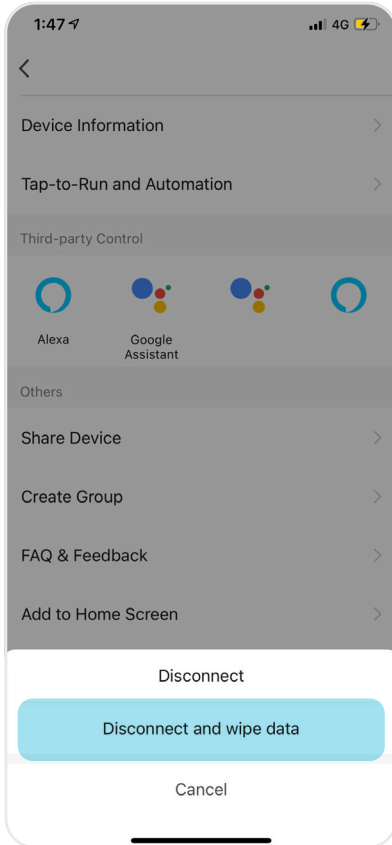 1:47
4G
Device Information
Tap-to-Run and Automation
Third-party Control
Alexa
Google
Assistant
Others
Share Device
Create Group
FAQ & Feedback
Add to Home Screen
Disconnect
Disconnect and wipe data
Cancel